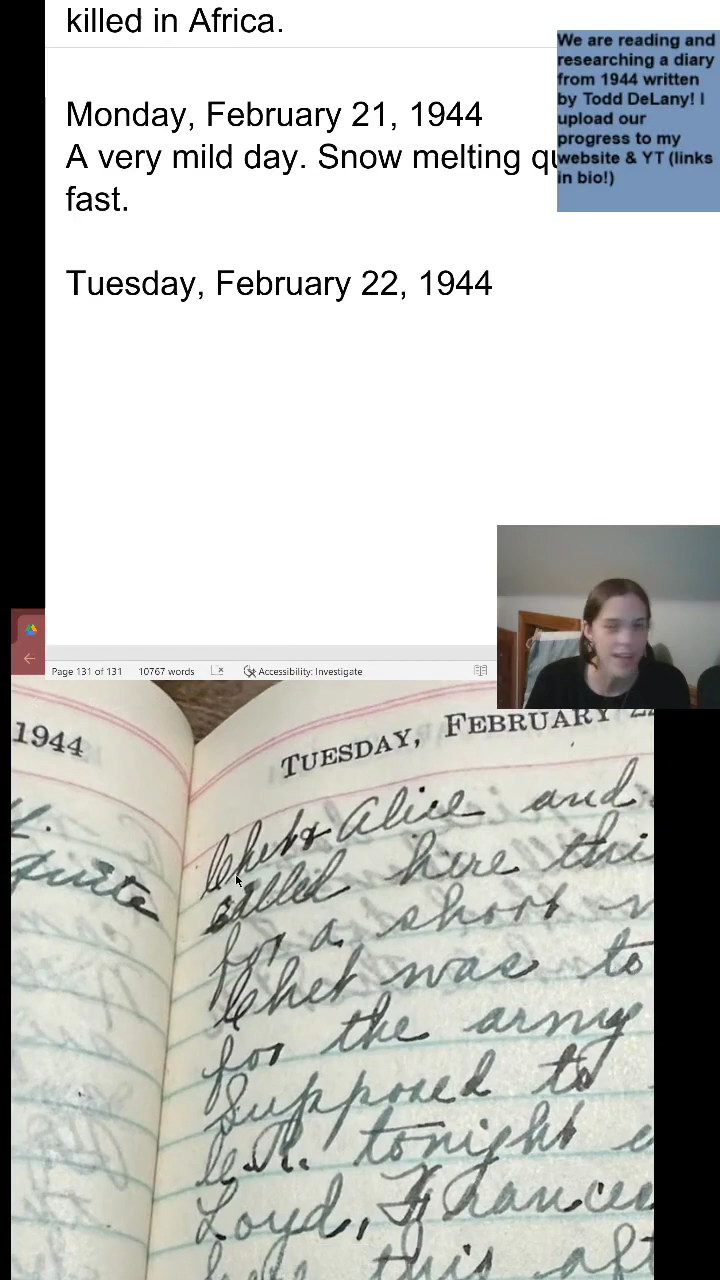 killed in Africa.
We are reading and
researching a diary
from 1944 written
by Todd DeLany! I
upload our
progress to my
website & YT (links
in bio!)
Monday, February 21, 1944
A very mild day. Snow melting qu
fast.
Tuesday, February 22, 1944
Page 131 of 131 10767 words Accessibility: Investigate
1944
quite
TUESDAY, FEBRUARY 22
Chet & Alice and
called here thi
for a short
Chet was to
for the army
Supposed to
tonight
Loyd, Frances
here this aft